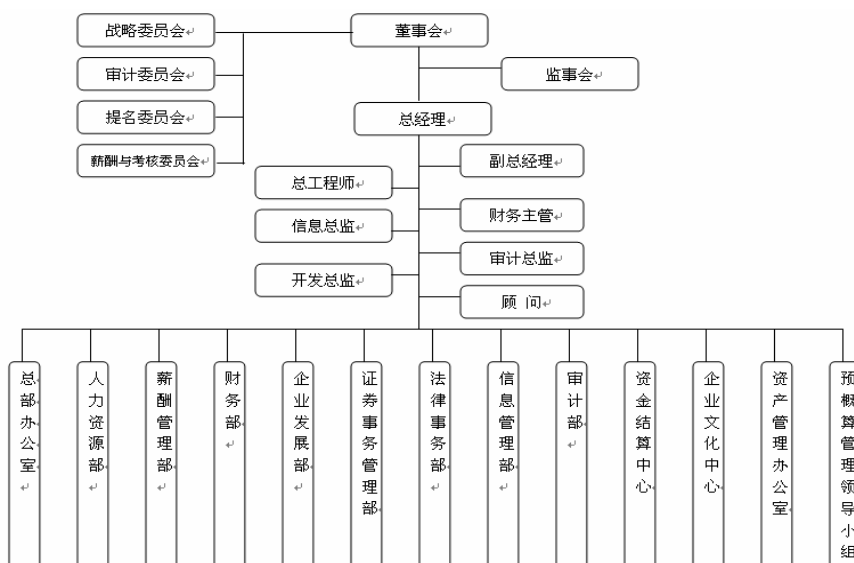 战略委员会
董事会
审计委员会
监事会
提名委员会
总经理
薪酬与考核委员会
副总经理
总工程师
财务主管
信息总监
审计总监
开发总监
顾 问
总部办公室
人力资源部
薪酬管理部
财务部
企业发展部
证券事务管理部
法律事务部
信息管理部
审计部
资金结算中心
企业文化中心
资产管理办公室
预概算管理领导小组